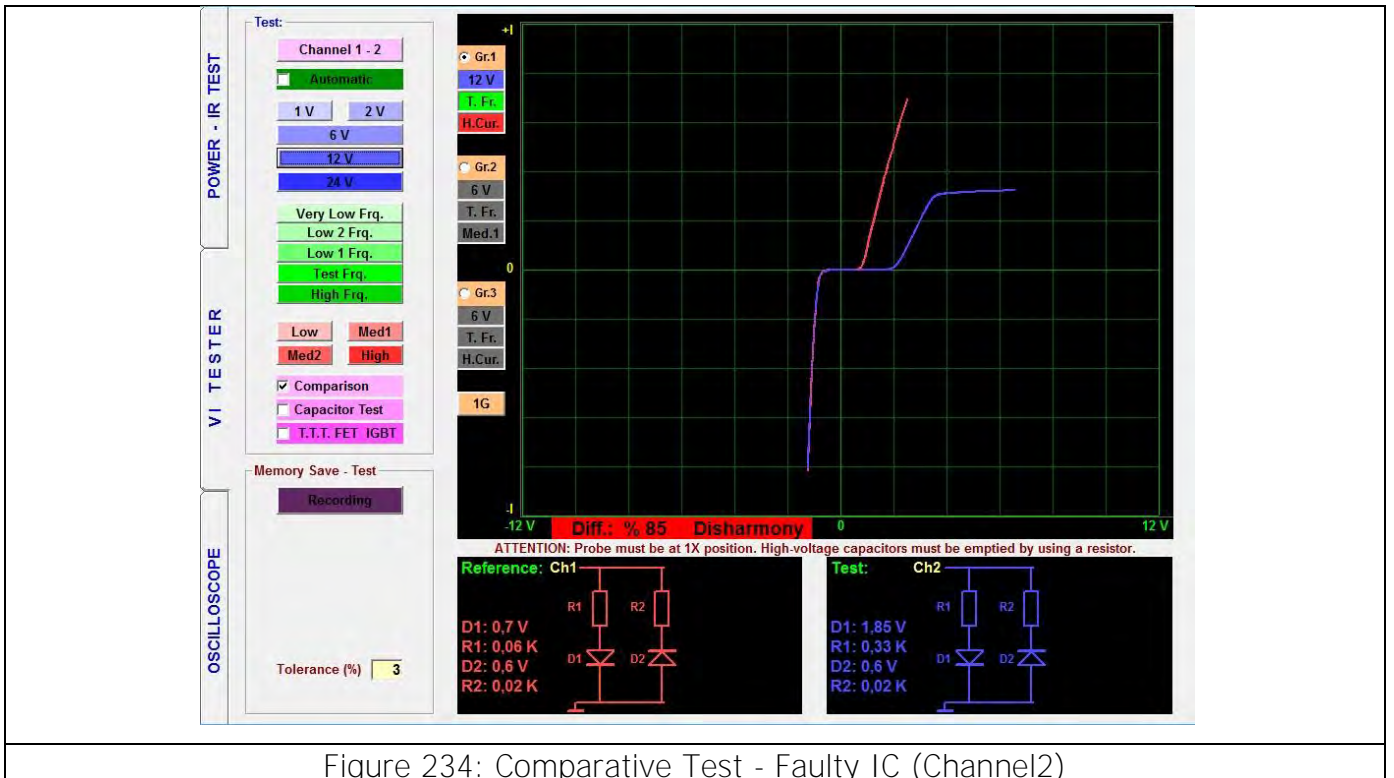 POWER - IR TEST
VI TESTER
OSCILLOSCOPE
Test:
Channel 1 - 2
Automatic
1 V 2 V
6 V
12 V
24 V
Very Low Frq.
Low 2 Frq.
Low 1 Frq.
Test Frq.
High Frq.
Low Med1
Med2 High
Comparison
Capacitor Test
T.T.T. FET IGBT
Memory Save - Test
Recording
Tolerance (%) 3
Gr.1
12 V
T. Fr.
H.Cur.
Gr.2
6 V
T. Fr.
Med.1
Gr.3
6 V
T. Fr.
H.Cur.
1G
+I
0
-I
-12 V Diff.: % 85 Disharmony 0 12 V
ATTENTION: Probe must be at 1X position. High-voltage capacitors must be emptied by using a resistor.
Reference: Ch1
R1 R2
D1: 0,7 V
R1: 0,06 K
D2: 0,6 V
R2: 0,02 K
D1 D2
Test: Ch2
R1 R2
D1: 1,85 V
R1: 0,33 K
D2: 0,6 V
R2: 0,02 K
D1 D2
Figure 234: Comparative Test - Faulty IC (Channel2)